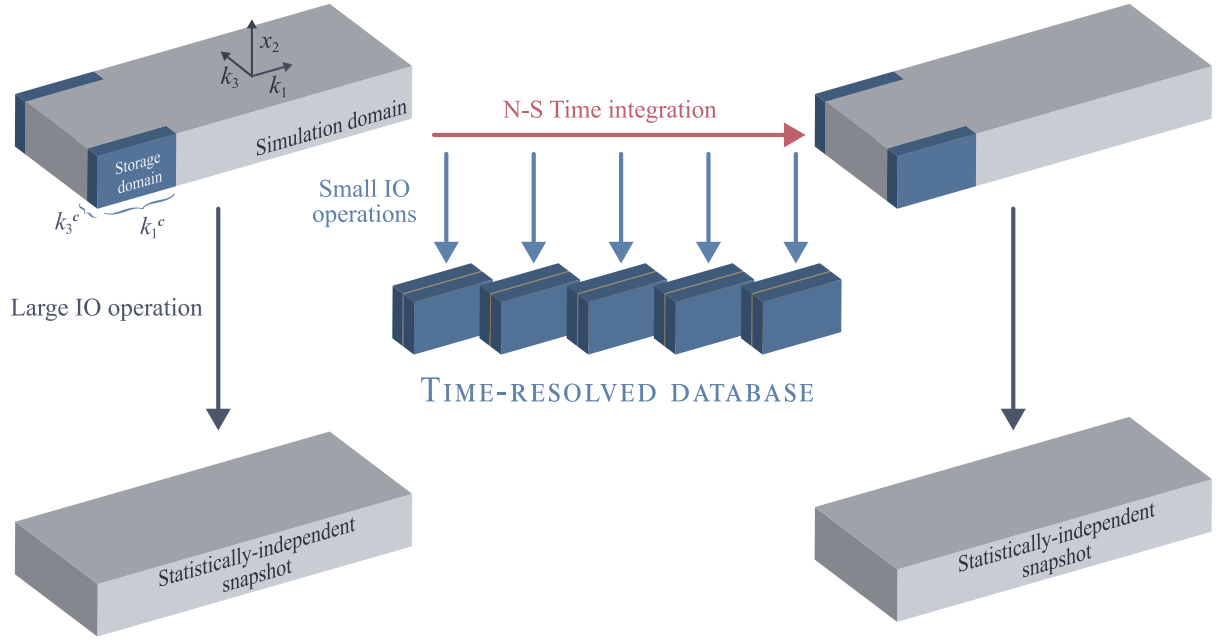 x₂
k₃
k₁
Simulation domain
Storage
domain
k₃ᶜ
k₁ᶜ
N-S Time integration
Small IO
operations
Large IO operation
TIME-RESOLVED DATABASE
Statistically-independent
snapshot
Statistically-independent
snapshot